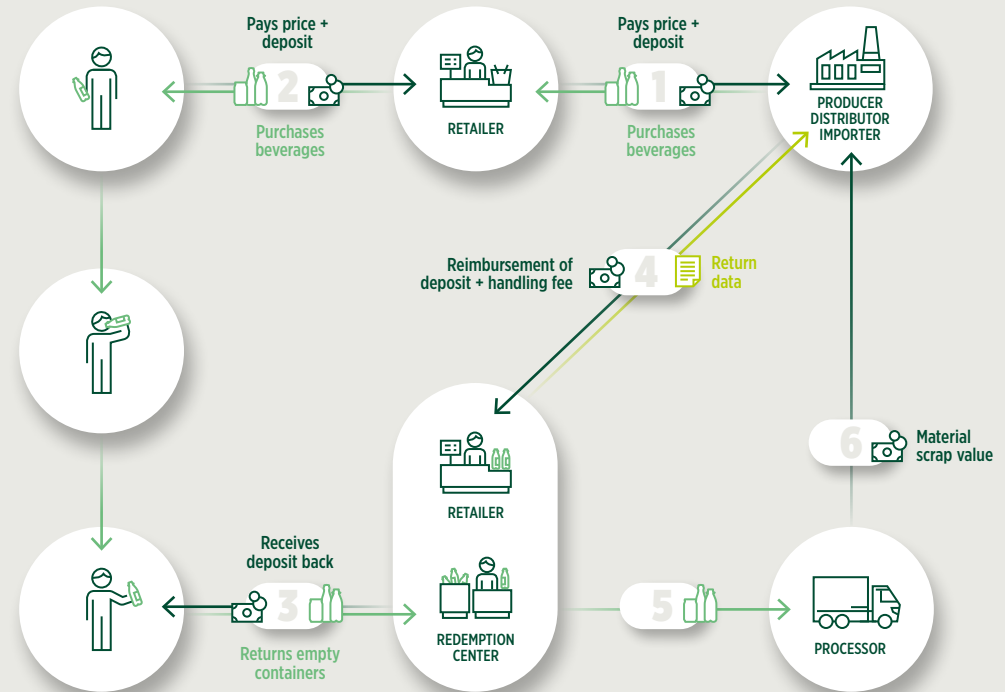 Pays price +
deposit
2
Purchases
beverages
RETAILER
Pays price +
deposit
1
Purchases
beverages
PRODUCER
DISTRIBUTOR
IMPORTER
Reimbursement of
deposit + handling fee
4
Return
data
RETAILER
6
Material
scrap value
Receives
deposit back
3
Returns empty
containers
REDEMPTION
CENTER
5
PROCESSOR